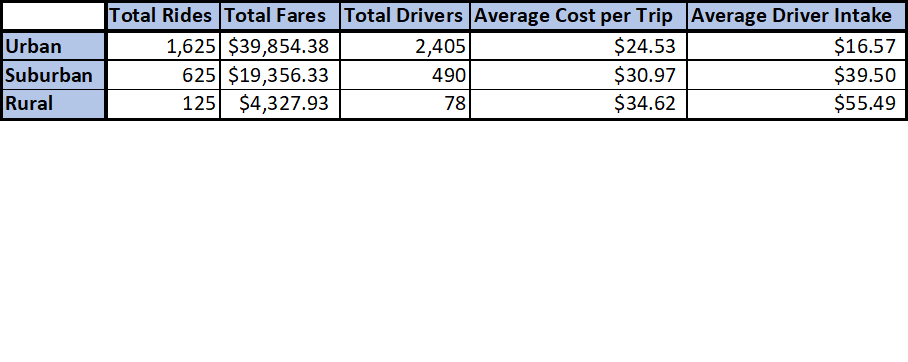 Total Rides Total Fares Total Drivers Average Cost per Trip Average Driver Intake
Urban 1,625 $39,854.38 2,405 $24.53 $16.57
Suburban 625 $19,356.33 490 $30.97 $39.50
Rural 125 $4,327.93 78 $34.62 $55.49